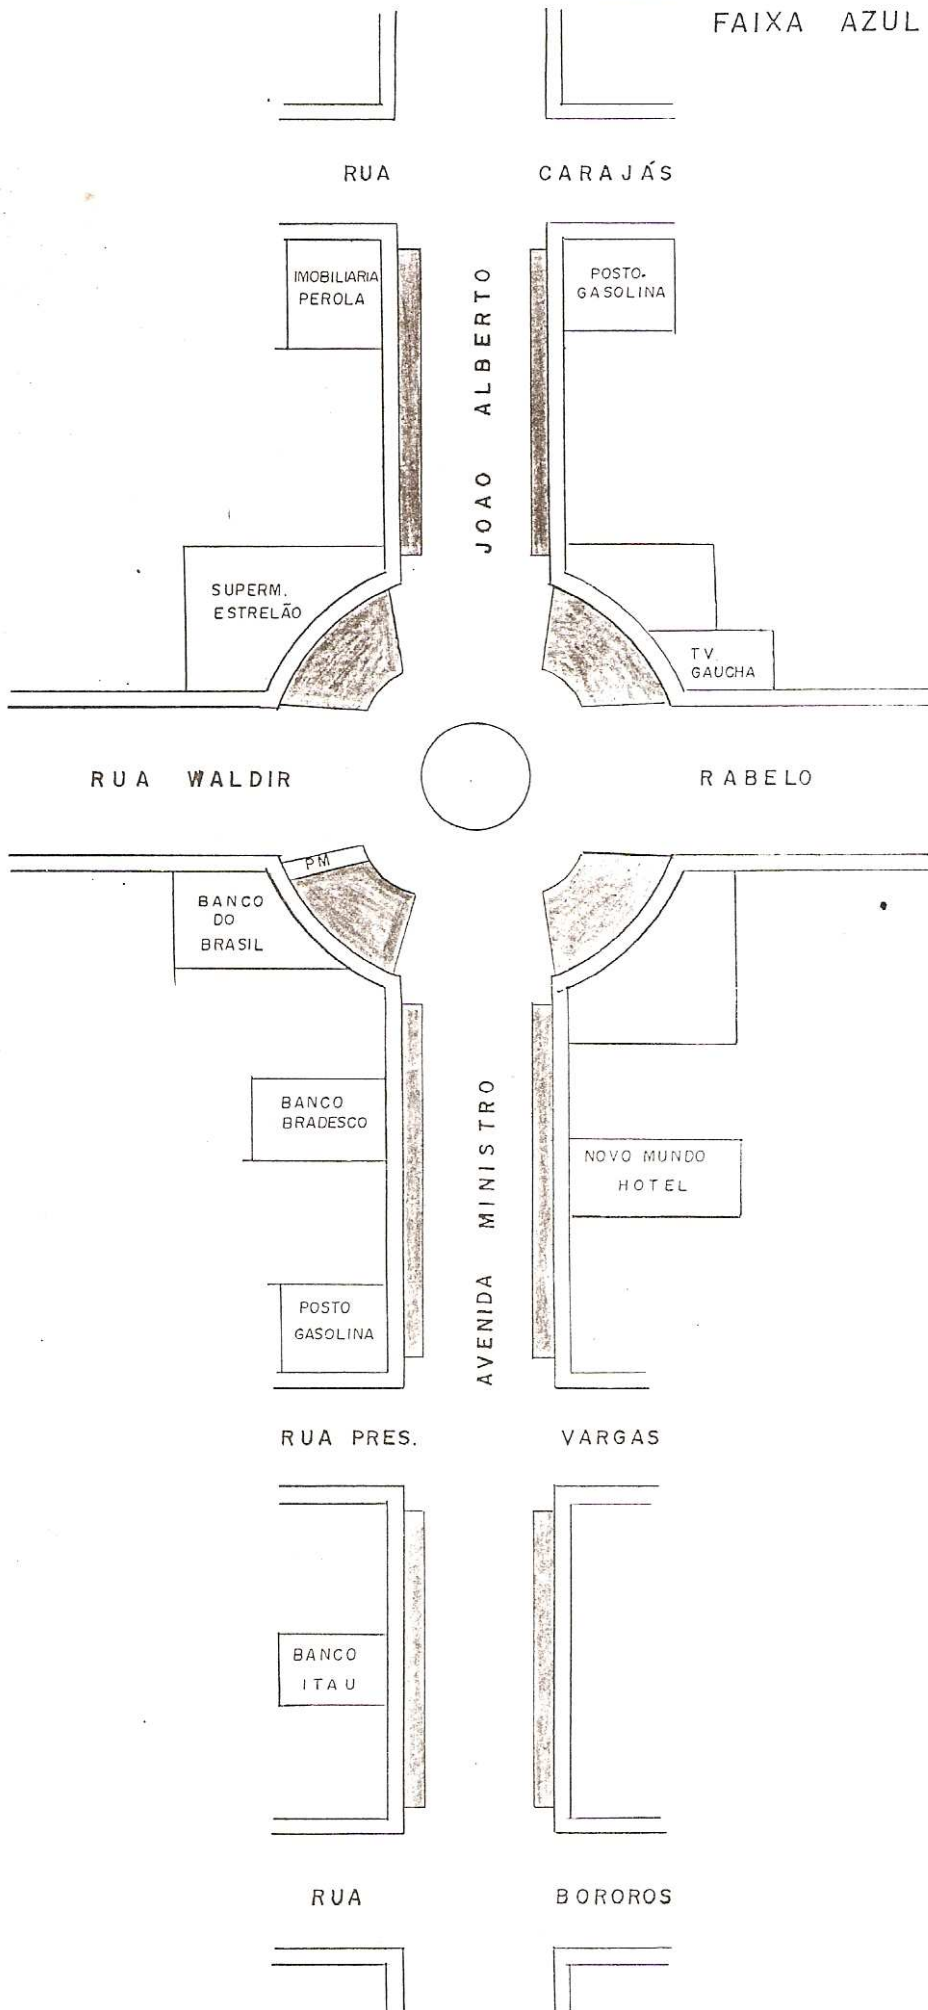 FAIXA AZUL
RUA CARAJÁS
IMOBILIARIA
PEROLA
POSTO.
GASOLINA
SUPERM.
ESTRELÃO
TV.
GAUCHA
RUA WALDIR RABELO
PM
BANCO
DO
BRASIL
BANCO
BRADESCO
NOVO MUNDO
HOTEL
POSTO
GASOLINA
AVENIDA MINISTRO JOAO ALBERTO
RUA PRES. VARGAS
BANCO
ITAU
RUA BOROROS